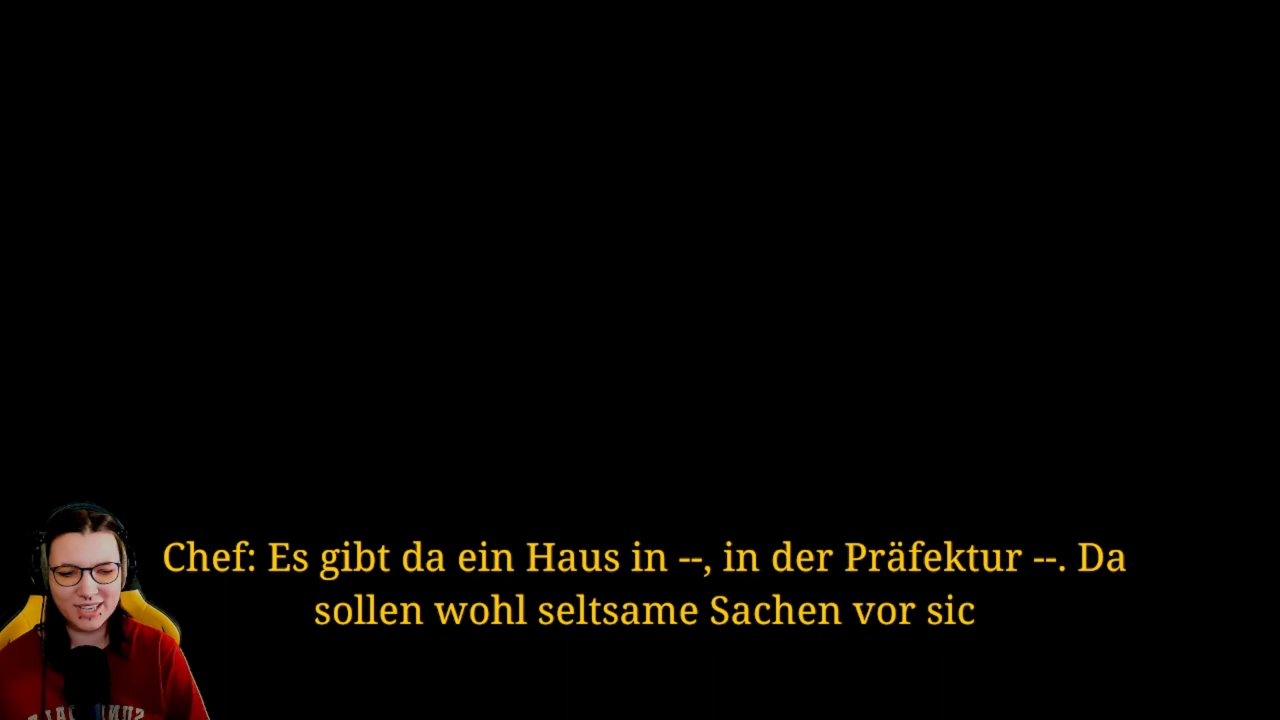 Chef: Es gibt da ein Haus in --, in der Präfektur --. Da
sollen wohl seltsame Sachen vor sic